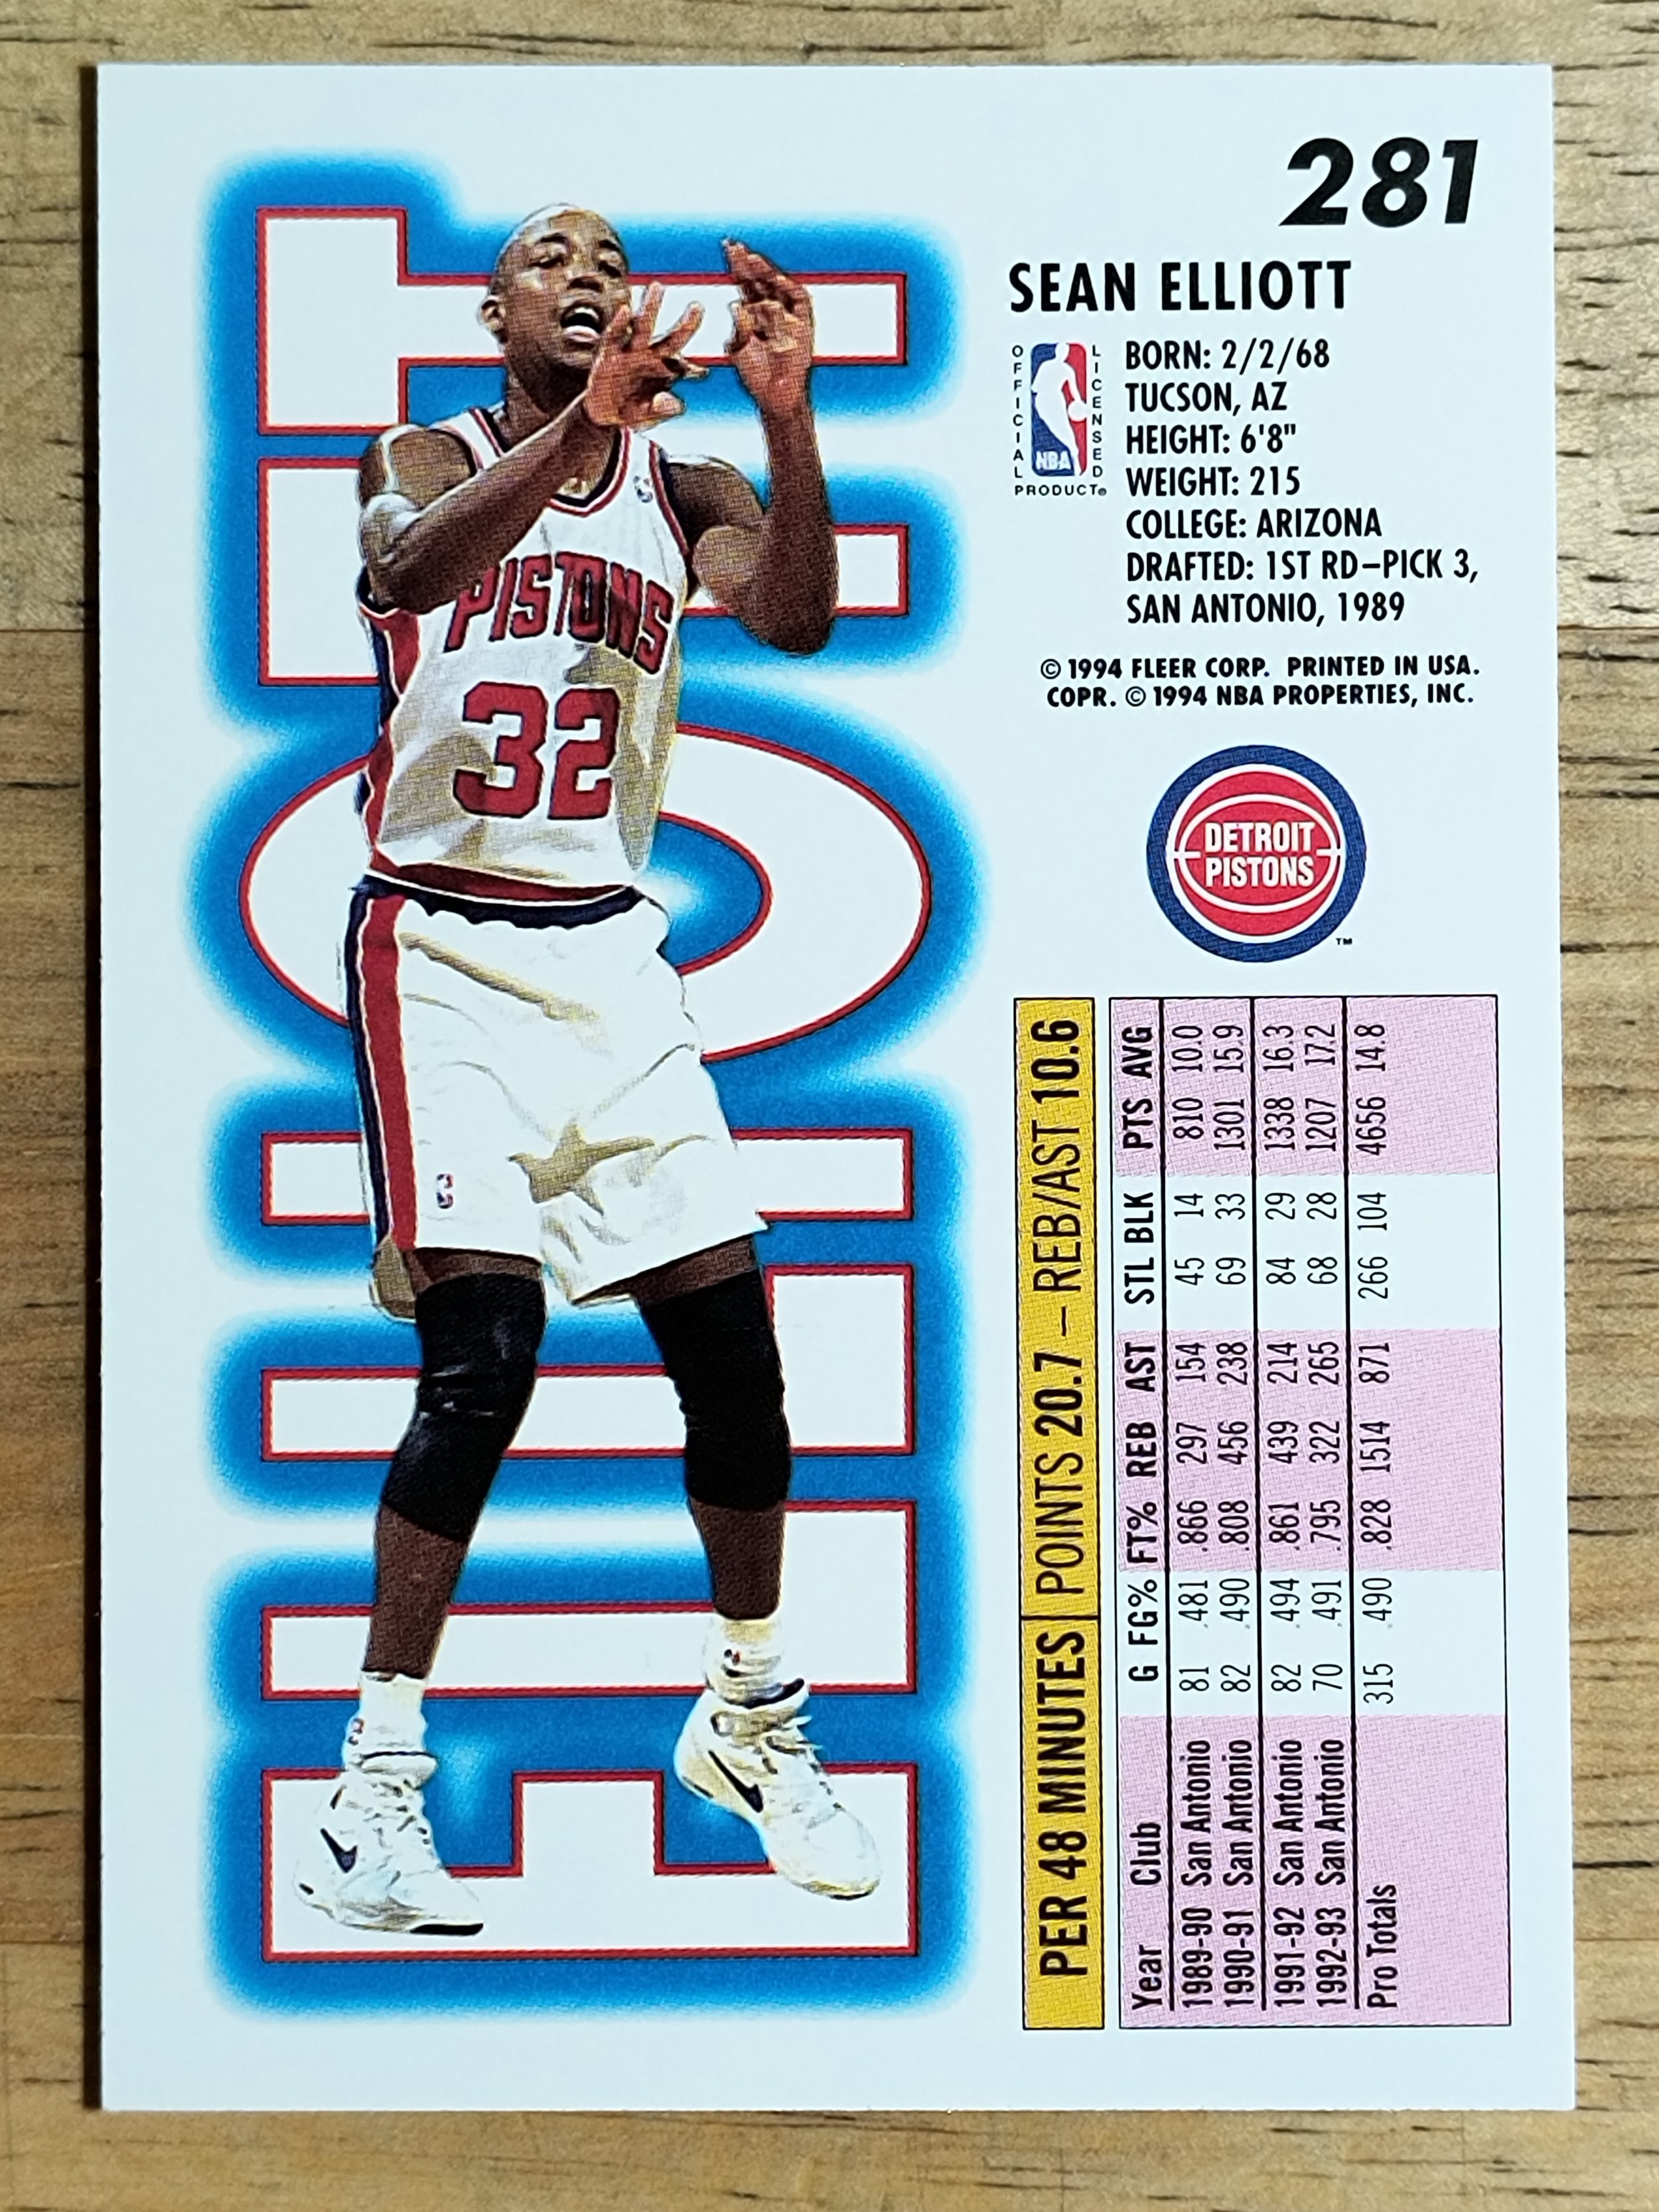 281
SEAN ELLIOTT
OFFICIAL LICENSED
NBA
PRODUCT®
BORN: 2/2/68
TUCSON, AZ
HEIGHT: 6'8"
WEIGHT: 215
COLLEGE: ARIZONA
DRAFTED: 1ST RD–PICK 3,
SAN ANTONIO, 1989
© 1994 FLEER CORP. PRINTED IN USA.
COPR. © 1994 NBA PROPERTIES, INC.
DETROIT
PISTONS
TM
ELLIOTT
PISTONS
32
PER 48 MINUTES | POINTS 20.7 – REB/AST 10.6
Year Club G FG% FT% REB AST STL BLK PTS AVG
1989-90 San Antonio 81 .481 .866 297 154 45 14 810 10.0
1990-91 San Antonio 82 .490 .808 456 238 69 33 1301 15.9
1991-92 San Antonio 82 .494 .861 439 214 84 29 1338 16.3
1992-93 San Antonio 70 .491 .795 322 265 68 28 1207 17.2
Pro Totals 315 .490 .828 1514 871 266 104 4656 14.8